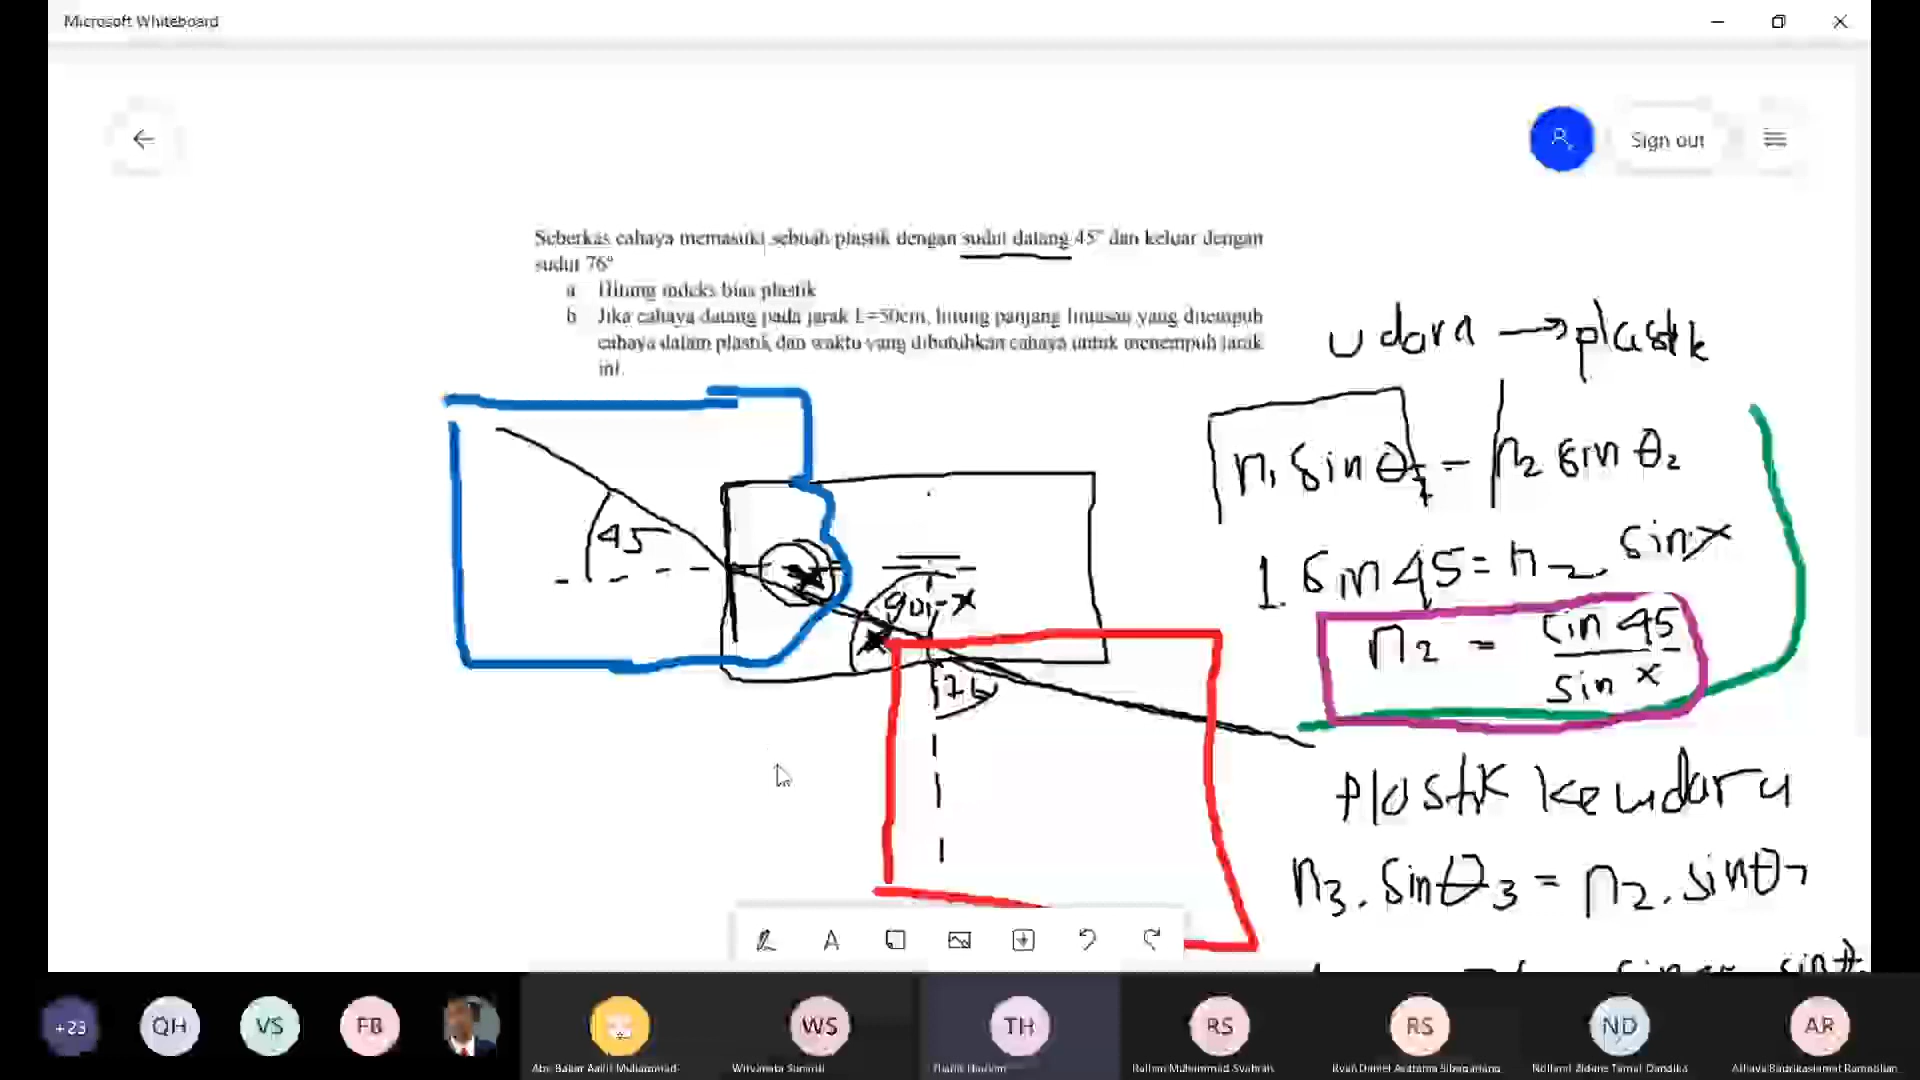 Microsoft Whiteboard
Sign out
Seberkas cahaya memasuki sebuah plastik dengan sudut datang 45° dan keluar dengan
sudut 76°
a Hitung indeks bias plastik
b Jika cahaya datang pada jarak L=50cm, hitung panjang lintasan yang ditempuh
cahaya dalam plastik dan waktu yang dibutuhkan cahaya untuk menempuh jarak
ini.
udara → plastik
n1 sin θ1 = n2 sin θ2
1. sin 45 = n2 sin x
n2 = sin 45 / sin x
45
x
90-x
x
76
Plastik ke udara
n3 . sin θ3 = n2 . sin θ2
+23
QH
VS
FB
WS
TH
RS
RS
ND
AR